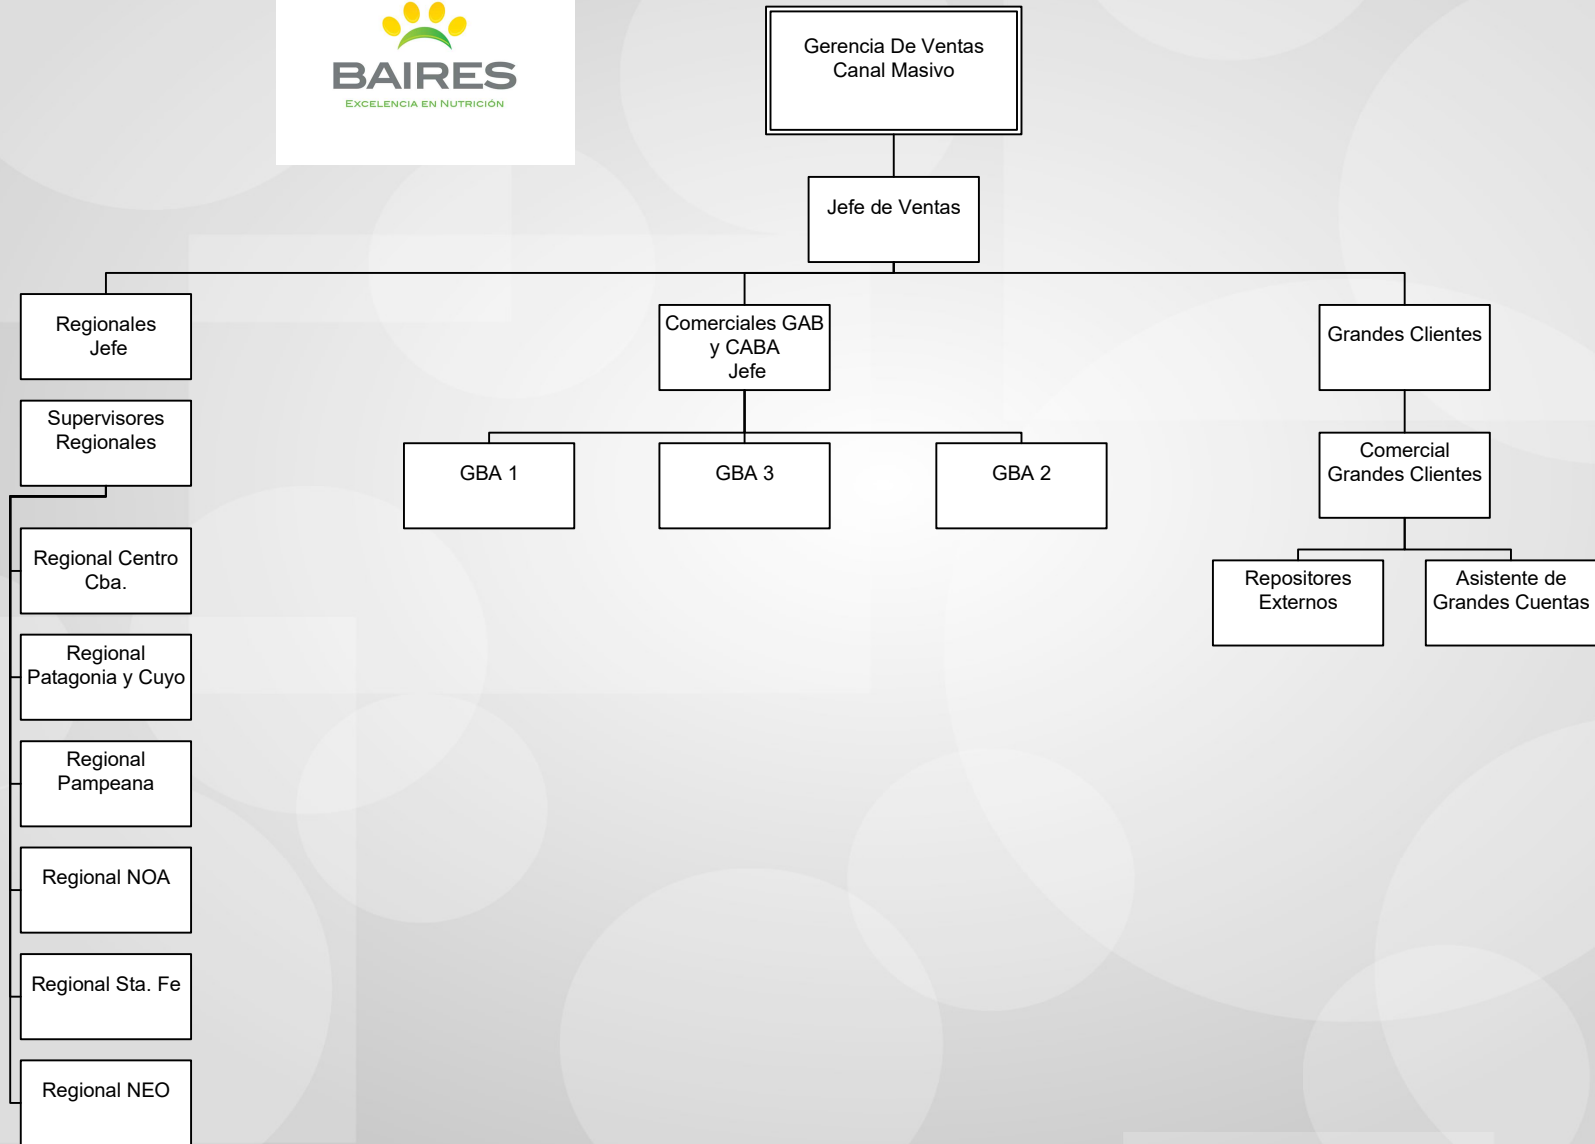 BAIRES
EXCELENCIA EN NUTRICIÓN
Gerencia De Ventas
Canal Masivo
Jefe de Ventas
Regionales
Jefe
Comerciales GAB
y CABA
Jefe
Grandes Clientes
Supervisores
Regionales
GBA 1
GBA 3
GBA 2
Comercial
Grandes Clientes
Regional Centro
Cba.
Repositores
Externos
Asistente de
Grandes Cuentas
Regional
Patagonia y Cuyo
Regional
Pampeana
Regional NOA
Regional Sta. Fe
Regional NEO